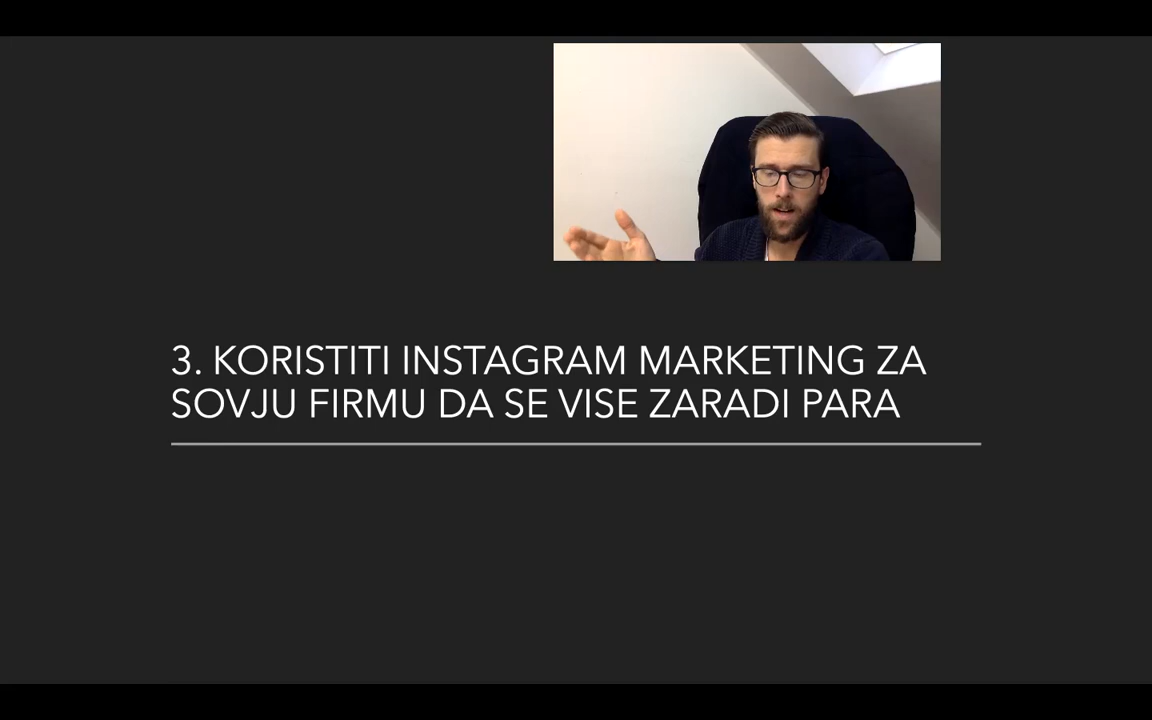 3. KORISTITI INSTAGRAM MARKETING ZA
SOVJU FIRMU DA SE VISE ZARADI PARA